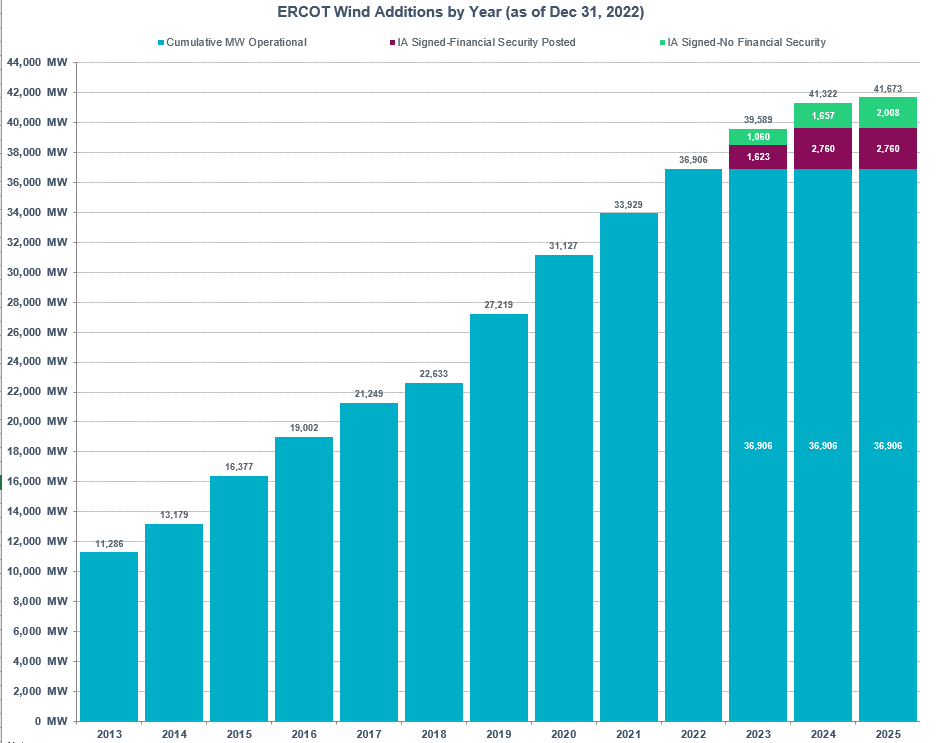 ERCOT Wind Additions by Year (as of Dec 31, 2022)
Cumulative MW Operational IA Signed-Financial Security Posted IA Signed-No Financial Security
44,000 MW
42,000 MW
40,000 MW
38,000 MW
36,000 MW
34,000 MW
32,000 MW
30,000 MW
28,000 MW
26,000 MW
24,000 MW
22,000 MW
20,000 MW
18,000 MW
16,000 MW
14,000 MW
12,000 MW
10,000 MW
8,000 MW
6,000 MW
4,000 MW
2,000 MW
0 MW
11,286
13,179
16,377
19,002
21,249
22,633
27,219
31,127
33,929
36,906
39,589
1,060
1,623
36,906
41,322
1,657
2,760
36,906
41,673
2,008
2,760
36,906
2013 2014 2015 2016 2017 2018 2019 2020 2021 2022 2023 2024 2025